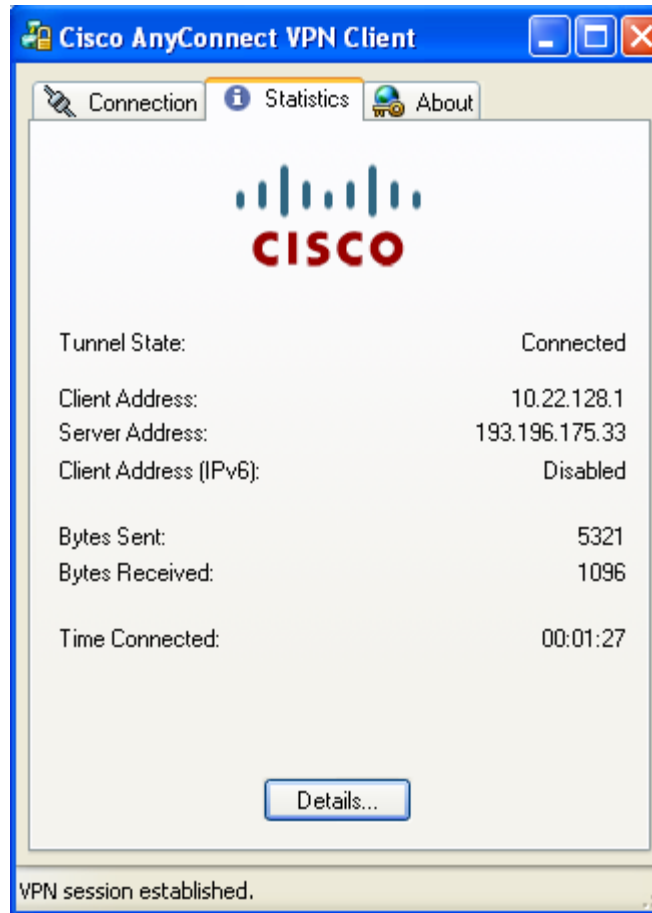 Cisco AnyConnect VPN Client
Connection Statistics About
CISCO
Tunnel State: Connected
Client Address: 10.22.128.1
Server Address: 193.196.175.33
Client Address (IPv6): Disabled
Bytes Sent: 5321
Bytes Received: 1096
Time Connected: 00:01:27
Details...
VPN session established.